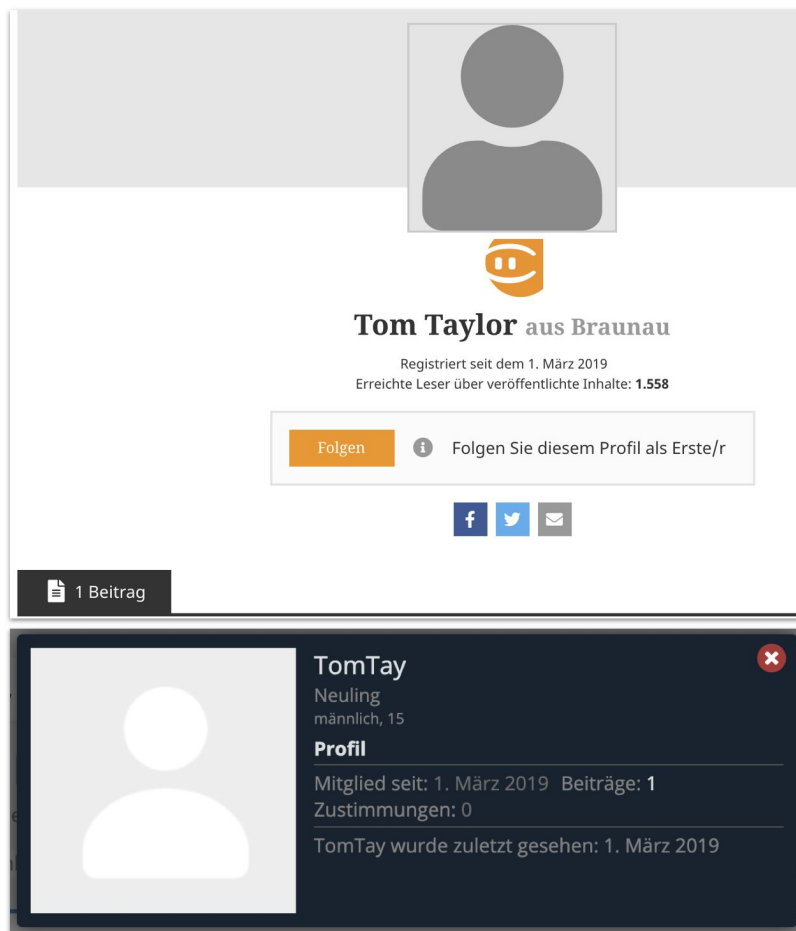 Tom Taylor aus Braunau
Registriert seit dem 1. März 2019
Erreichte Leser über veröffentlichte Inhalte: 1.558
Folgen Folgen Sie diesem Profil als Erste/r
1 Beitrag
TomTay
Neuling
männlich, 15
Profil
Mitglied seit: 1. März 2019 Beiträge: 1
Zustimmungen: 0
TomTay wurde zuletzt gesehen: 1. März 2019